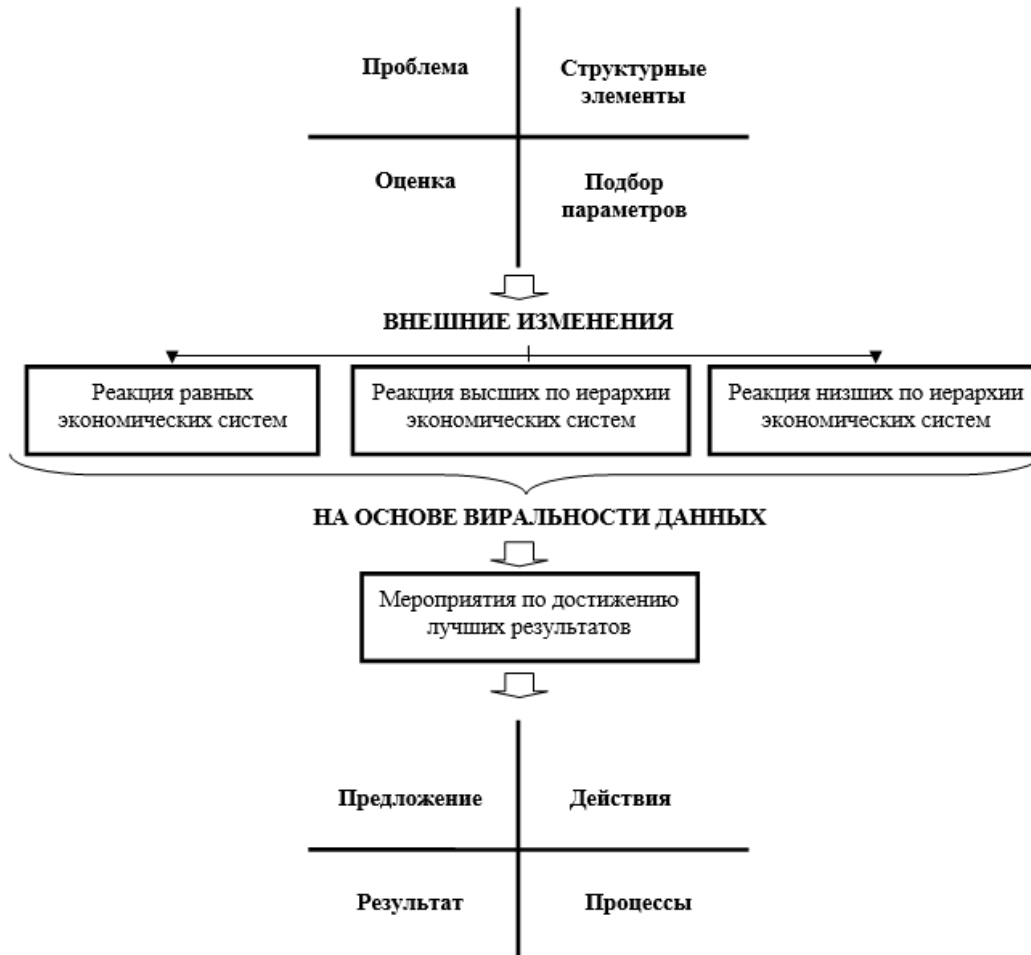 Проблема
Структурные
элементы
Оценка
Подбор
параметров
ВНЕШНИЕ ИЗМЕНЕНИЯ
Реакция равных
экономических систем
Реакция высших по иерархии
экономических систем
Реакция низших по иерархии
экономических систем
НА ОСНОВЕ ВИРАЛЬНОСТИ ДАННЫХ
Мероприятия по достижению
лучших результатов
Предложение
Действия
Результат
Процессы